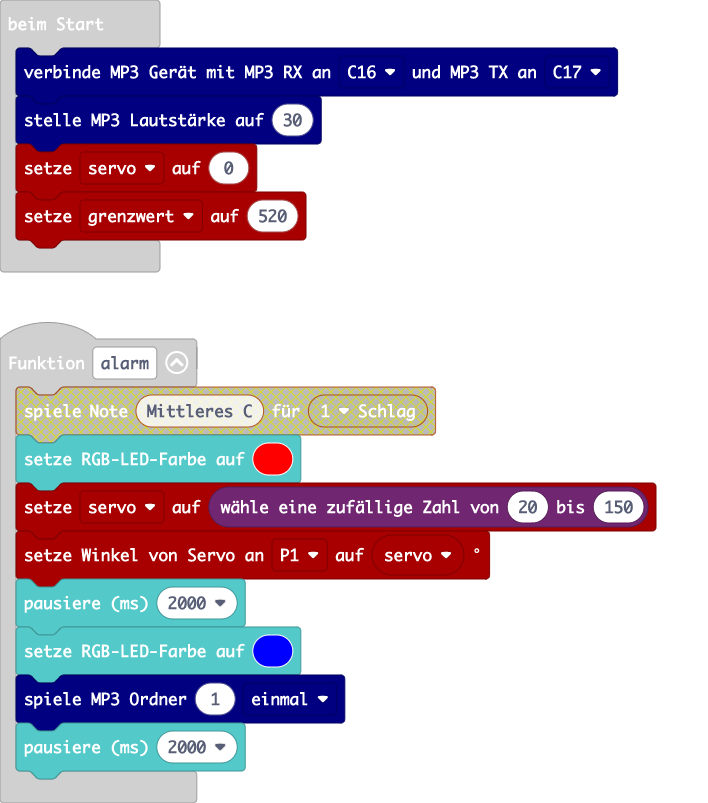 beim Start
verbinde MP3 Gerät mit MP3 RX an C16 und MP3 TX an C17
stelle MP3 Lautstärke auf 30
setze servo auf 0
setze grenzwert auf 520
Funktion alarm
spiele Note Mittleres C für 1 Schlag
setze RGB-LED-Farbe auf
setze servo auf wähle eine zufällige Zahl von 20 bis 150
setze Winkel von Servo an P1 auf servo °
pausiere (ms) 2000
setze RGB-LED-Farbe auf
spiele MP3 Ordner 1 einmal
pausiere (ms) 2000